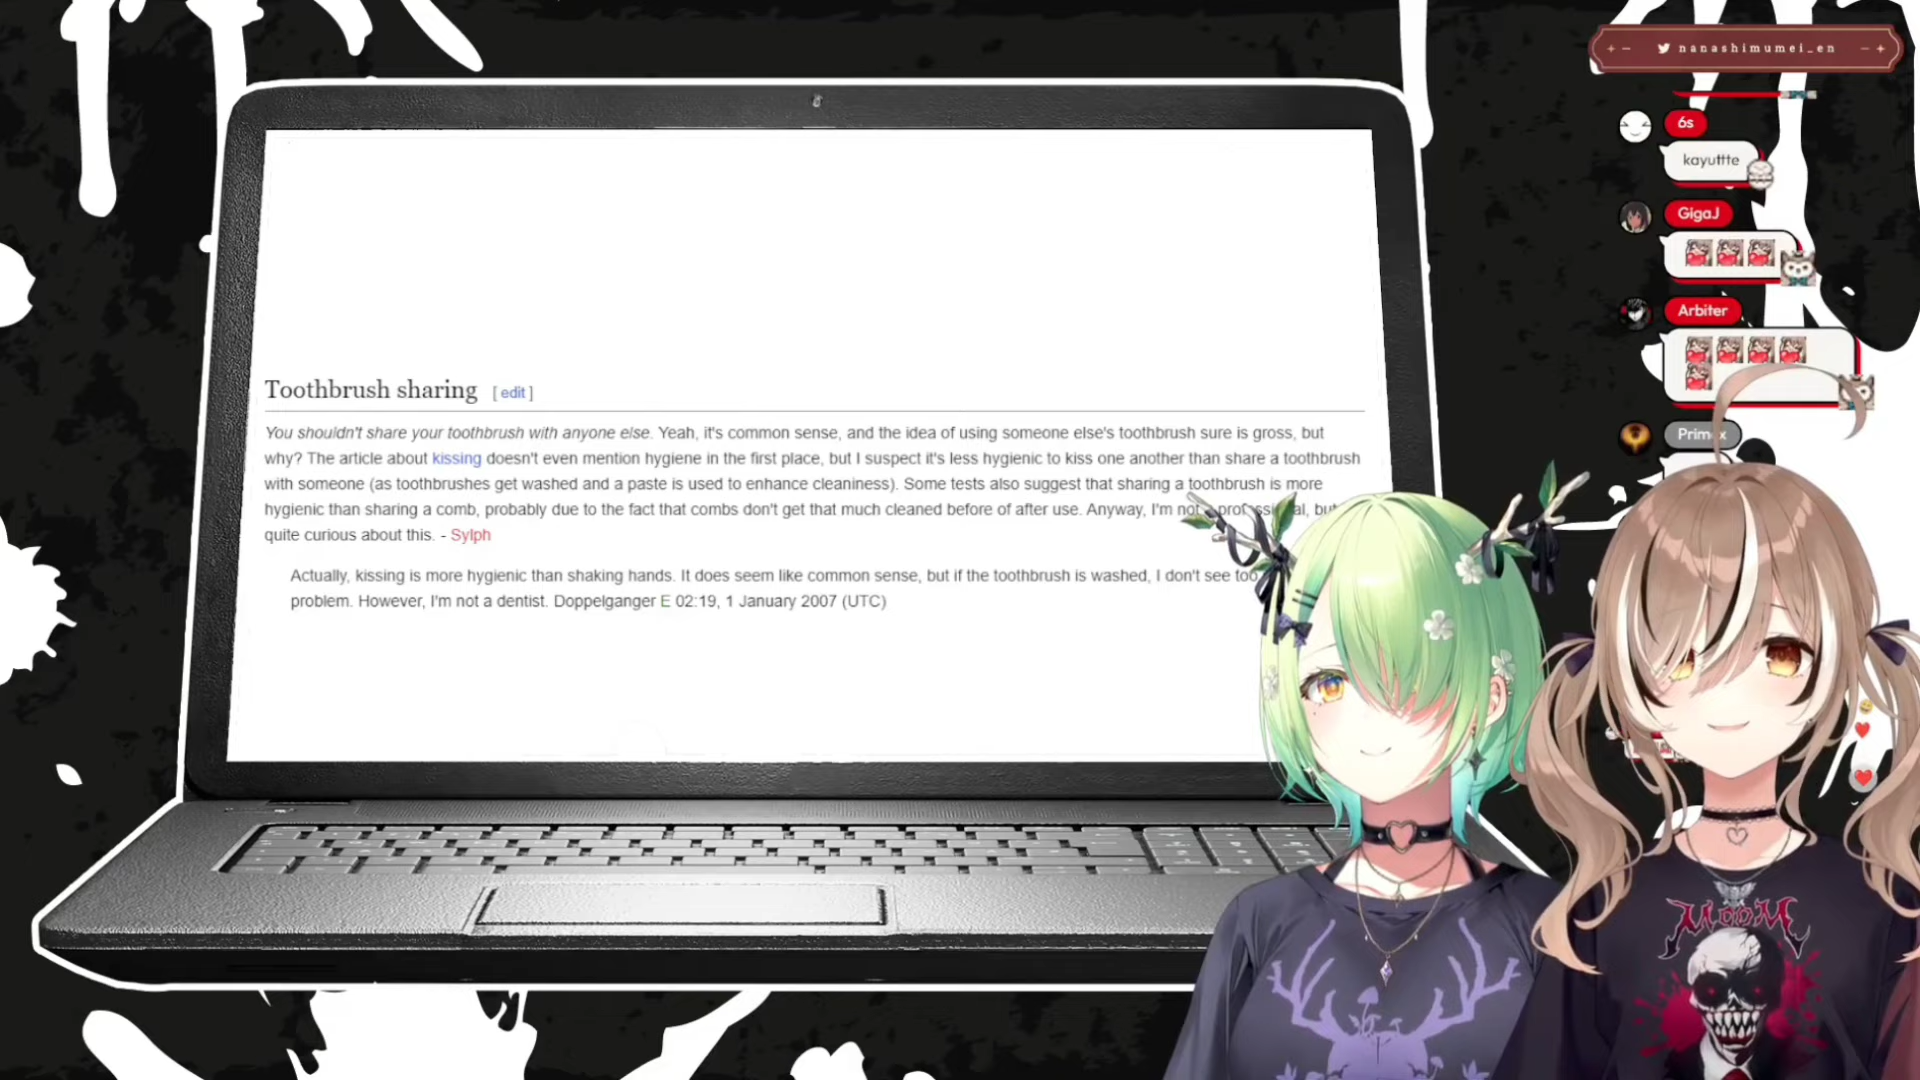 nanashimumei_en
6s
kayuttte
GigaJ
Arbiter
Toothbrush sharing [ edit ]
You shouldn't share your toothbrush with anyone else. Yeah, it's common sense, and the idea of using someone else's toothbrush sure is gross, but
why? The article about kissing doesn't even mention hygiene in the first place, but I suspect it's less hygienic to kiss one another than share a toothbrush
with someone (as toothbrushes get washed and a paste is used to enhance cleaniness). Some tests also suggest that sharing a toothbrush is more
hygienic than sharing a comb, probably due to the fact that combs don't get that much cleaned before of after use. Anyway, I'm not
quite curious about this. - Sylph
Actually, kissing is more hygienic than shaking hands. It does seem like common sense, but if the toothbrush is washed, I don't see too
problem. However, I'm not a dentist. Doppelganger E 02:19, 1 January 2007 (UTC)
MOOM